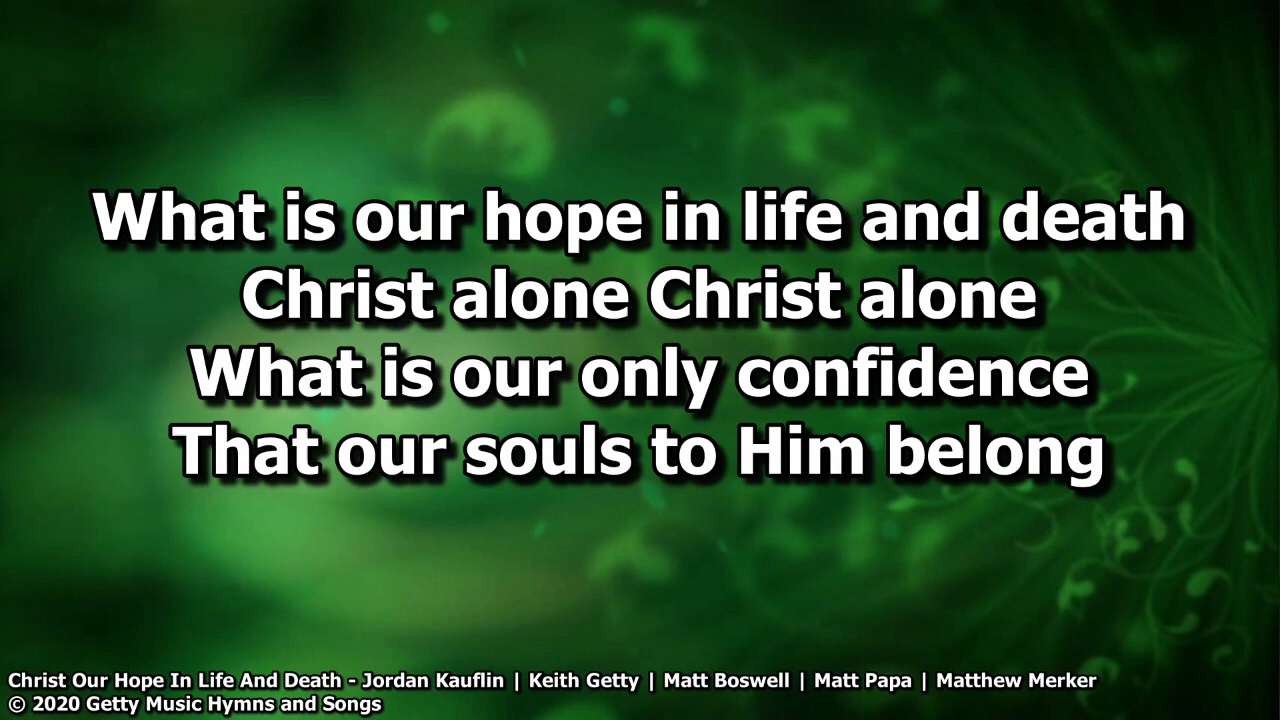 What is our hope in life and death
Christ alone Christ alone
What is our only confidence
That our souls to Him belong
Christ Our Hope In Life And Death - Jordan Kauflin | Keith Getty | Matt Boswell | Matt Papa | Matthew Merker
© 2020 Getty Music Hymns and Songs